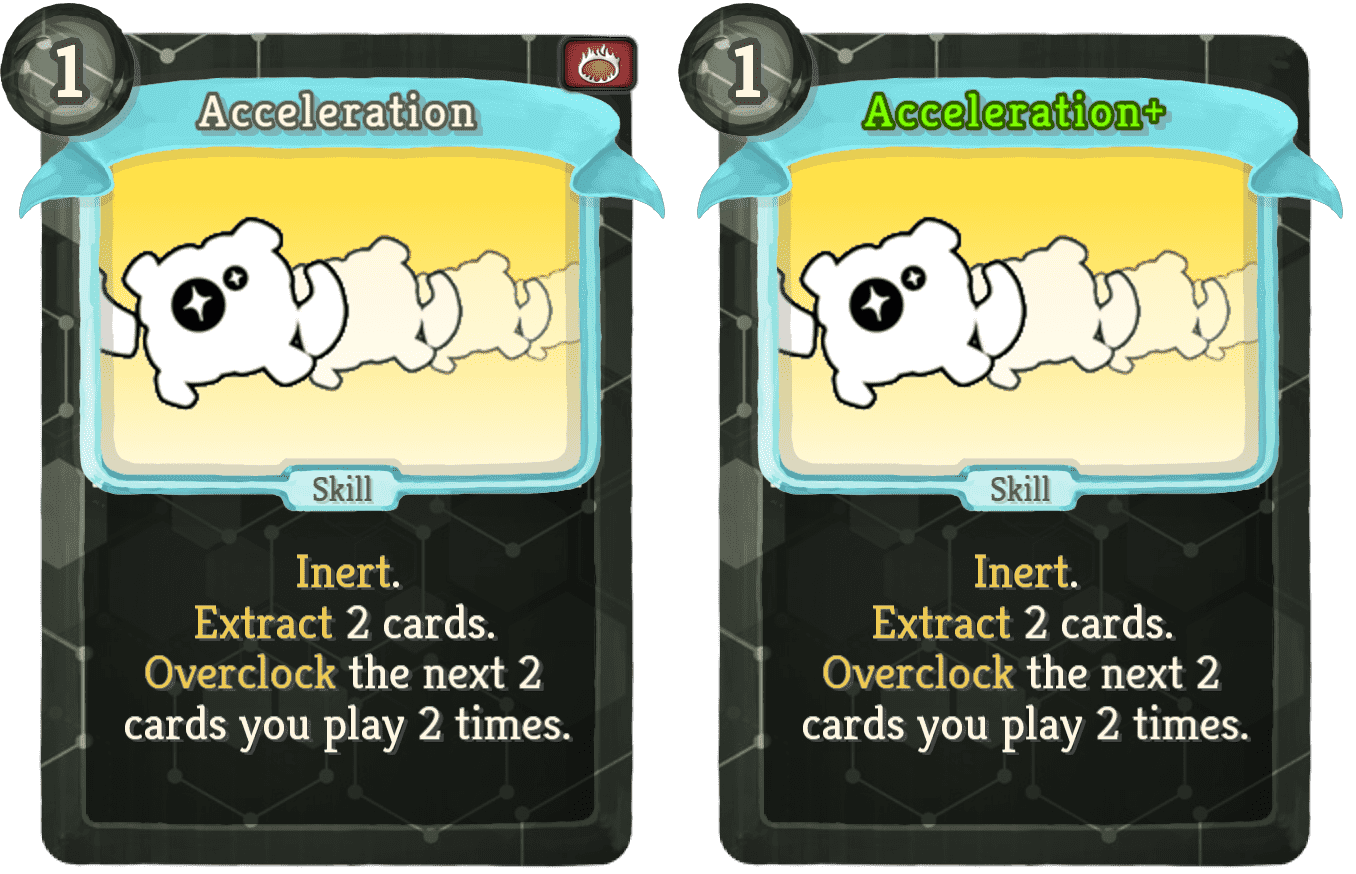 1
Acceleration
Skill
Inert.
Extract 2 cards.
Overclock the next 2
cards you play 2 times.
1
Acceleration+
Skill
Inert.
Extract 2 cards.
Overclock the next 2
cards you play 2 times.